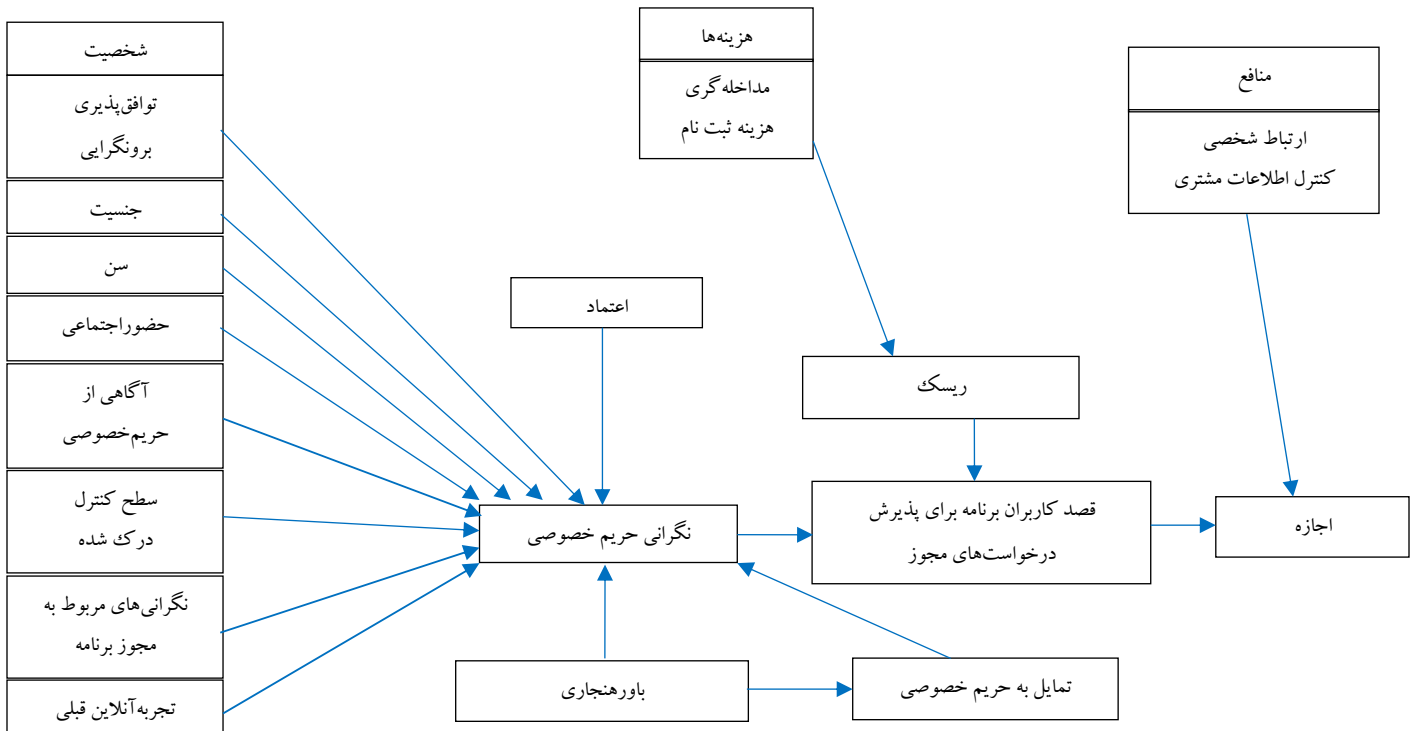 شخصیت
توافق‌پذیری
برونگرایی
جنسیت
سن
حضوراجتماعی
آگاهی از
حریم‌خصوصی
سطح کنترل
درک شده
نگرانی‌های مربوط به
مجوز برنامه
تجربه‌آنلاین قبلی
هزینه‌ها
مداخله‌گری
هزینه ثبت نام
منافع
ارتباط شخصی
کنترل اطلاعات مشتری
اعتماد
ریسک
نگرانی حریم خصوصی
قصد کاربران برنامه برای پذیرش
درخواست‌های مجوز
اجازه
باورهنجاری
تمایل به حریم خصوصی